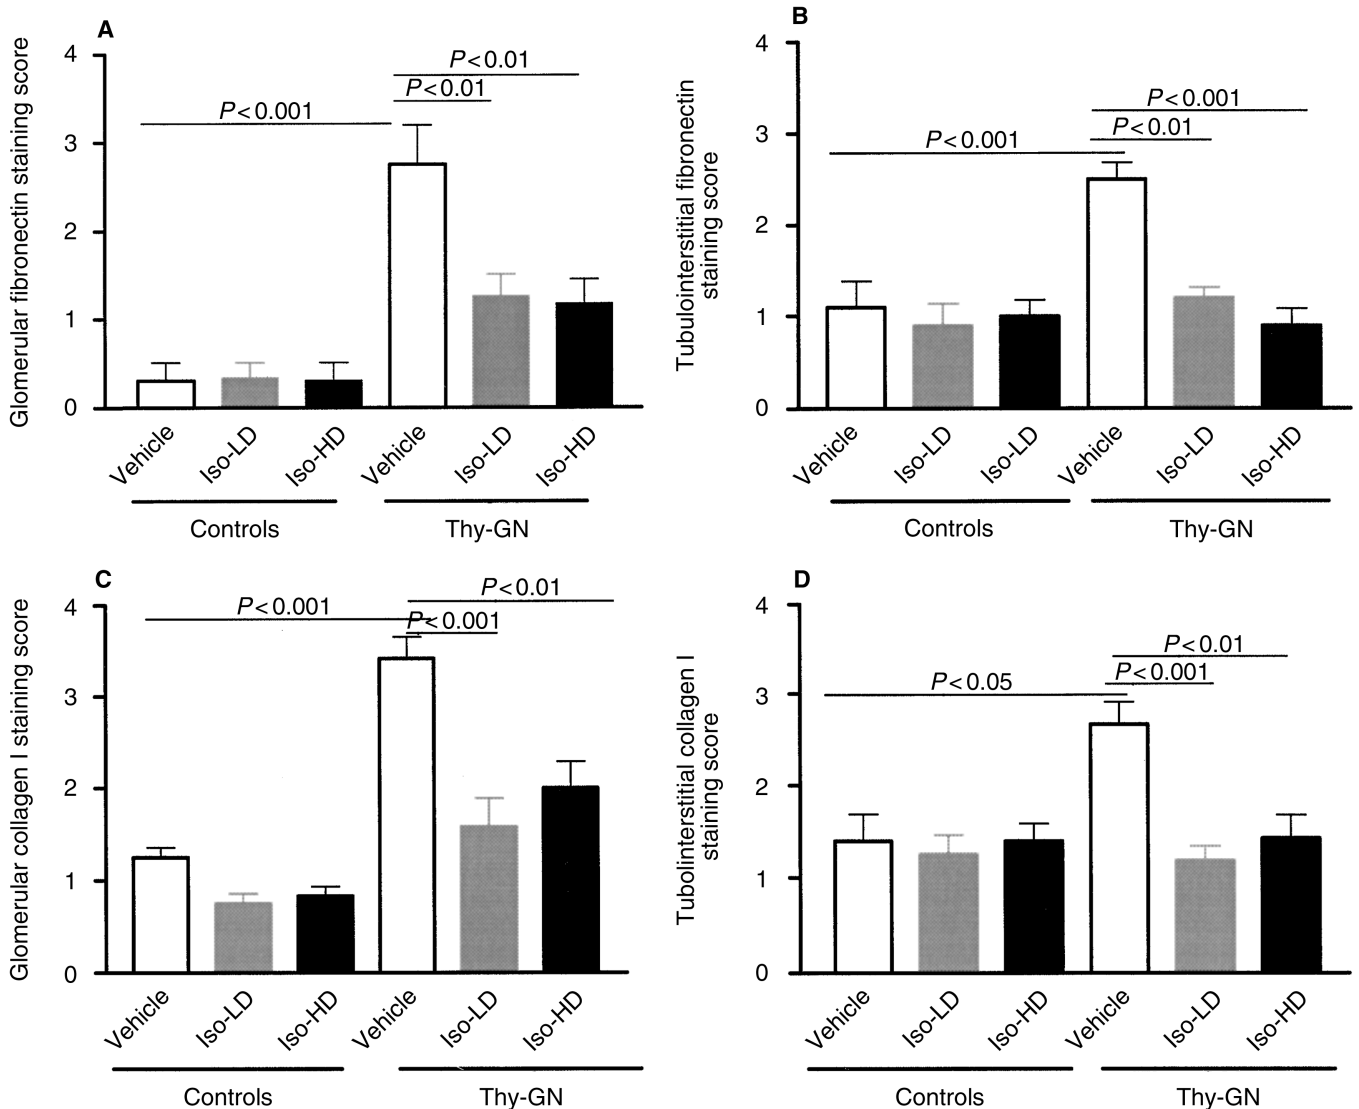 A
Glomerular fibronectin staining score
4
3
2
1
0
P<0.001
P<0.01
P<0.01
Vehicle
Iso-LD
Iso-HD
Vehicle
Iso-LD
Iso-HD
Controls
Thy-GN
B
Tubulointerstitial fibronectin
staining score
4
3
2
1
0
P<0.001
P<0.001
P<0.01
Vehicle
Iso-LD
Iso-LD
Vehicle
Iso-LD
Iso-HD
Controls
Thy-GN
C
Glomerular collagen I staining score
4
3
2
1
0
P<0.001
P<0.01
P<0.001
Vehicle
Iso-LD
Iso-HD
Vehicle
Iso-LD
Iso-HD
Controls
Thy-GN
D
Tubolinterstitial collagen I
staining score
4
3
2
1
0
P<0.05
P<0.01
P<0.001
Vehicle
Iso-LD
Iso-HD
Vehicle
Iso-LD
Iso-HD
Controls
Thy-GN